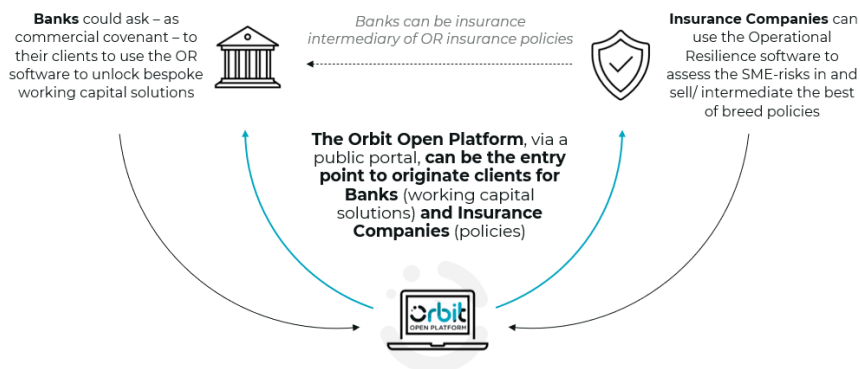 Banks could ask – as
commercial covenant – to
their clients to use the OR
software to unlock bespoke
working capital solutions
Banks can be insurance
intermediary of OR insurance policies
Insurance Companies can
use the Operational
Resilience software to
assess the SME-risks in and
sell/ intermediate the best
of breed policies
The Orbit Open Platform, via a
public portal, can be the entry
point to originate clients for
Banks (working capital
solutions) and Insurance
Companies (policies)
Orbit
OPEN PLATFORM